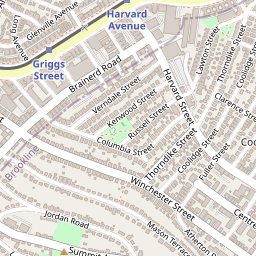 Harvard
Avenue
Glenville Avenue
Long
Griggs
Street
Brainerd Road
Verndale Street
Kenwood Street
Russell Street
Columbia Street
Harvard Street
Lawton Street
Thorndike Street
Coolidge Street
Clarence Street
Thorndike Street
Coolidge Street
Fuller Street
Coo
Brookline
Winchester Street
Centre
Jordan Road
Mason Terrace
Atherton R
Summit A